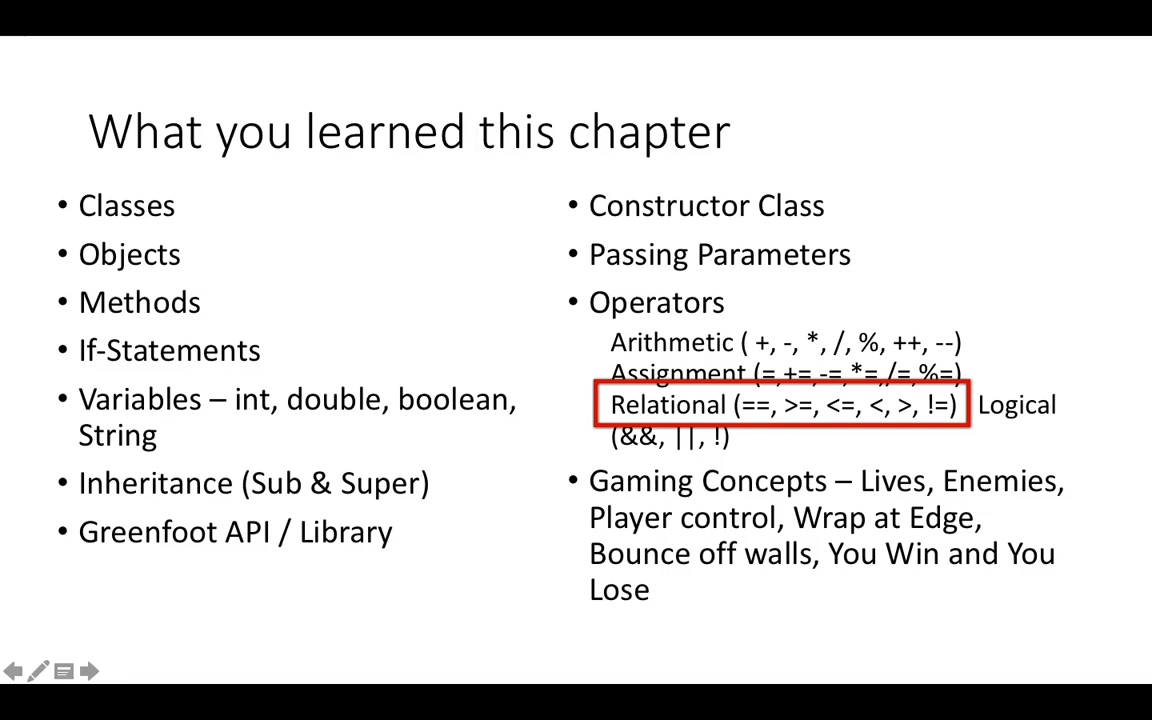 What you learned this chapter
• Classes
• Objects
• Methods
• If-Statements
• Variables – int, double, boolean,
String
• Inheritance (Sub & Super)
• Greenfoot API / Library
• Constructor Class
• Passing Parameters
• Operators
Arithmetic ( +, -, *, /, %, ++, --)
Assignment (=,+=,-=,*=,/=,%=)
Relational (==, >=, <=, <, >, !=) Logical
(&&, ||, !)
• Gaming Concepts – Lives, Enemies,
Player control, Wrap at Edge,
Bounce off walls, You Win and You
Lose